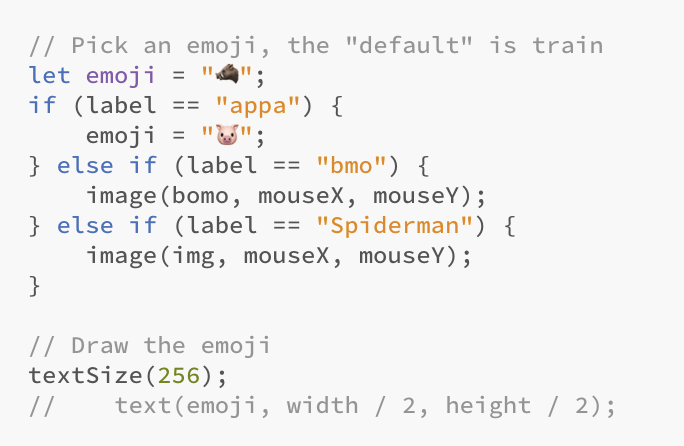 // Pick an emoji, the "default" is train
let emoji = "🐗";
if (label == "appa") {
    emoji = "🐷";
} else if (label == "bmo") {
    image(bomo, mouseX, mouseY);
} else if (label == "Spiderman") {
    image(img, mouseX, mouseY);
}

// Draw the emoji
textSize(256);
//    text(emoji, width / 2, height / 2);